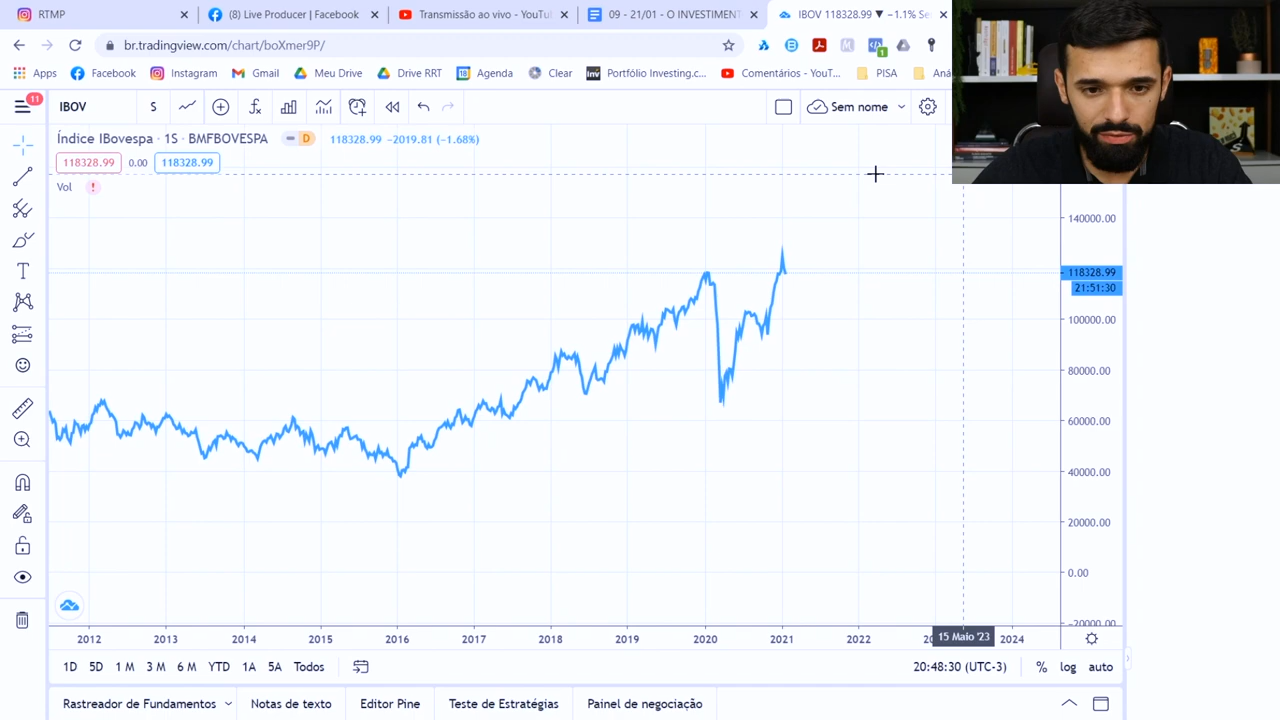 RTMP
(8) Live Producer | Facebook
Transmissão ao vivo - YouTu
09 - 21/01 - O INVESTIMENT
IBOV 118328.99 ▼ −1.1% Se
br.tradingview.com/chart/boXmer9P/
1
Apps Facebook Instagram Gmail Meu Drive Drive RRT Agenda Clear Inv Portfólio Investing.c... Comentários - YouT... PISA Aná
11
IBOV
S
Sem nome
Índice IBovespa · 1S · BMFBOVESPA
D
118328.99 −2019.81 (−1.68%)
118328.99 0.00 118328.99
Vol !
140000.00
118328.99
21:51:30
100000.00
80000.00
60000.00
40000.00
20000.00
0.00
−20000.00
2012 2013 2014 2015 2016 2017 2018 2019 2020 2021 2022 15 Maio '23 2024
1D 5D 1 M 3 M 6 M YTD 1A 5A Todos
20:48:30 (UTC-3)
% log auto
Rastreador de Fundamentos Notas de texto Editor Pine Teste de Estratégias Painel de negociação